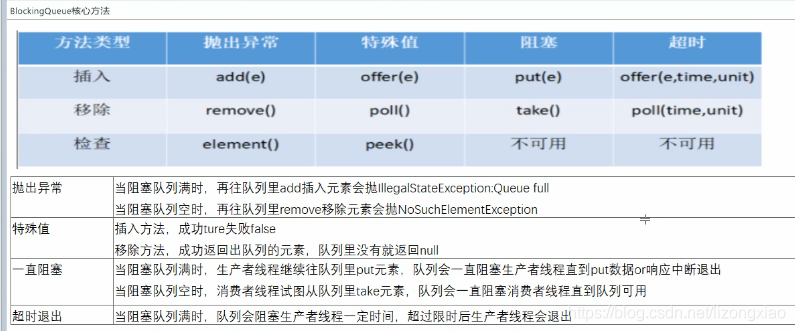 BlockingQueue核心方法
方法类型 抛出异常 特殊值 阻塞 超时
插入 add(e) offer(e) put(e) offer(e,time,unit)
移除 remove() poll() take() poll(time,unit)
检查 element() peek() 不可用 不可用
抛出异常 当阻塞队列满时，再往队列里add插入元素会抛IllegalStateException:Queue full
当阻塞队列空时，再往队列里remove移除元素会抛NoSuchElementException
特殊值 插入方法，成功ture失败false
移除方法，成功返回出队列的元素，队列里没有就返回null
一直阻塞 当阻塞队列满时，生产者线程继续往队列里put元素，队列会一直阻塞生产者线程直到put数据or响应中断退出
当阻塞队列空时，消费者线程试图从队列里take元素，队列会一直阻塞消费者线程直到队列可用
超时退出 当阻塞队列满时，队列会阻塞生产者线程一定时间，超过限时后生产者线程会退出
https://blog.csdn.net/lizongxiao